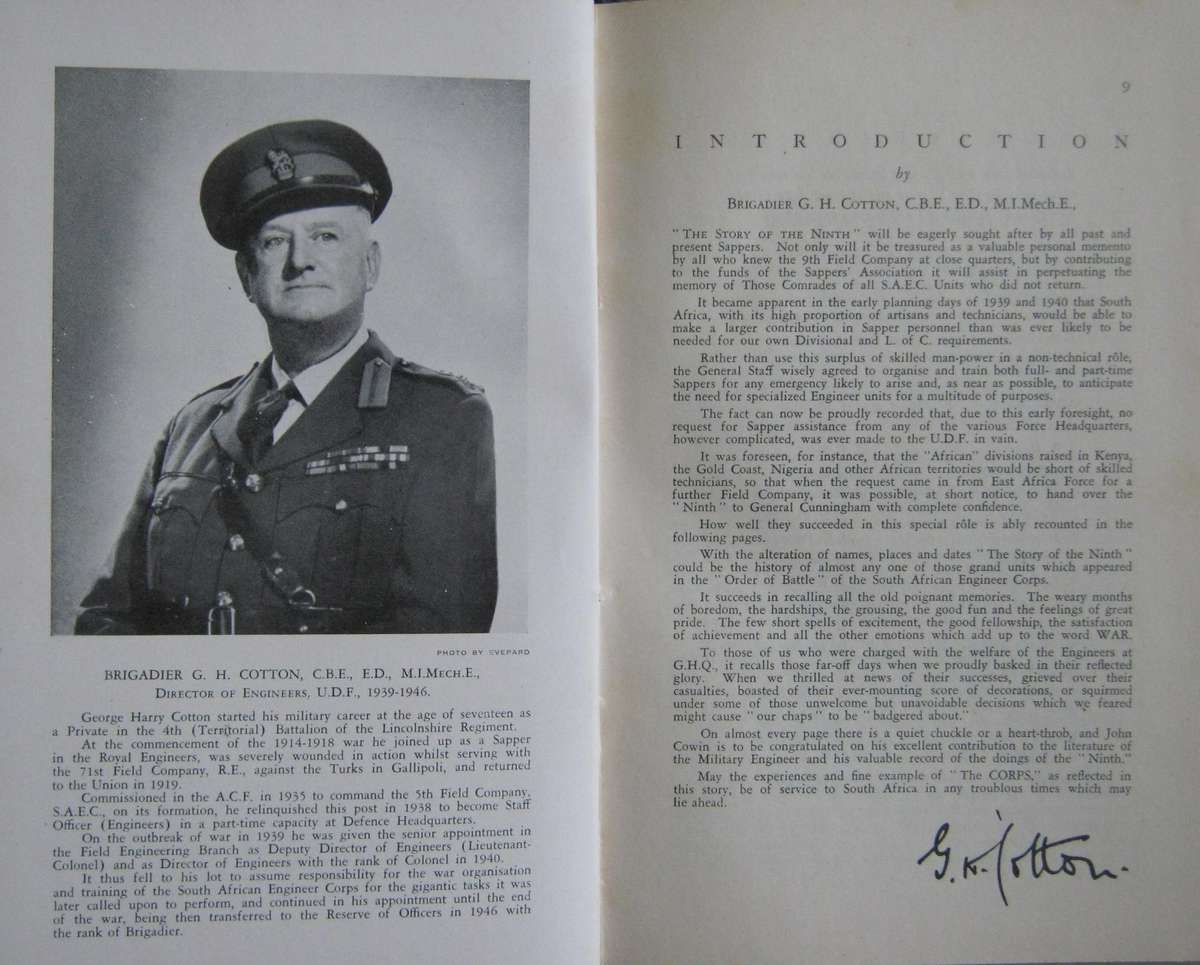 PHOTO BY EVEPARD
BRIGADIER G. H. COTTON, C.B.E., E.D., M.I.MECH.E.,
DIRECTOR OF ENGINEERS, U.D.F., 1939-1946.
George Harry Cotton started his military career at the age of seventeen as
a Private in the 4th (Territorial) Battalion of the Lincolnshire Regiment.
At the commencement of the 1914-1918 war he joined up as a Sapper
in the Royal Engineers, was severely wounded in action whilst serving with
the 71st Field Company, R.E., against the Turks in Gallipoli, and returned
to the Union in 1919.
Commissioned in the A.C.F. in 1935 to command the 5th Field Company,
S.A.E.C., on its formation, he relinquished this post in 1938 to become Staff
Officer (Engineers) in a part-time capacity at Defence Headquarters.
On the outbreak of war in 1939 he was given the senior appointment in
the Field Engineering Branch as Deputy Director of Engineers (Lieutenant-
Colonel) and as Director of Engineers with the rank of Colonel in 1940.
It thus fell to his lot to assume responsibility for the war organisation
and training of the South African Engineer Corps for the gigantic tasks it was
later called upon to perform, and continued in his appointment until the end
of the war, being then transferred to the Reserve of Officers in 1946 with
the rank of Brigadier.
9
INTRODUCTION
by
BRIGADIER G. H. COTTON, C.B.E., E.D., M.I.Mech.E.,
"THE STORY OF THE NINTH" will be eagerly sought after by all past and
present Sappers. Not only will it be treasured as a valuable personal memento
by all who knew the 9th Field Company at close quarters, but by contributing
to the funds of the Sappers' Association it will assist in perpetuating the
memory of Those Comrades of all S.A.E.C. Units who did not return.
It became apparent in the early planning days of 1939 and 1940 that South
Africa, with its high proportion of artisans and technicians, would be able to
make a larger contribution in Sapper personnel than was ever likely to be
needed for our own Divisional and L. of C. requirements.
Rather than use this surplus of skilled man-power in a non-technical rôle,
the General Staff wisely agreed to organise and train both full- and part-time
Sappers for any emergency likely to arise and, as near as possible, to anticipate
the need for specialized Engineer units for a multitude of purposes.
The fact can now be proudly recorded that, due to this early foresight, no
request for Sapper assistance from any of the various Force Headquarters,
however complicated, was ever made to the U.D.F. in vain.
It was foreseen, for instance, that the "African" divisions raised in Kenya,
the Gold Coast, Nigeria and other African territories would be short of skilled
technicians, so that when the request came in from East Africa Force for a
further Field Company, it was possible, at short notice, to hand over the
"Ninth" to General Cunningham with complete confidence.
How well they succeeded in this special rôle is ably recounted in the
following pages.
With the alteration of names, places and dates "The Story of the Ninth"
could be the history of almost any one of those grand units which appeared
in the "Order of Battle" of the South African Engineer Corps.
It succeeds in recalling all the old poignant memories. The weary months
of boredom, the hardships, the grousing, the good fun and the feelings of great
pride. The few short spells of excitement, the good fellowship, the satisfaction
of achievement and all the other emotions which add up to the word WAR.
To those of us who were charged with the welfare of the Engineers at
G.H.Q., it recalls those far-off days when we proudly basked in their reflected
glory. When we thrilled at news of their successes, grieved over their
casualties, boasted of their ever-mounting score of decorations, or squirmed
under some of those unwelcome but unavoidable decisions which we feared
might cause "our chaps" to be "badgered about."
On almost every page there is a quiet chuckle or a heart-throb, and John
Cowin is to be congratulated on his excellent contribution to the literature of
the Military Engineer and his valuable record of the doings of the "Ninth."
May the experiences and fine example of "The CORPS," as reflected in
this story, be of service to South Africa in any troublous times which may
lie ahead.
G. H. Cotton.